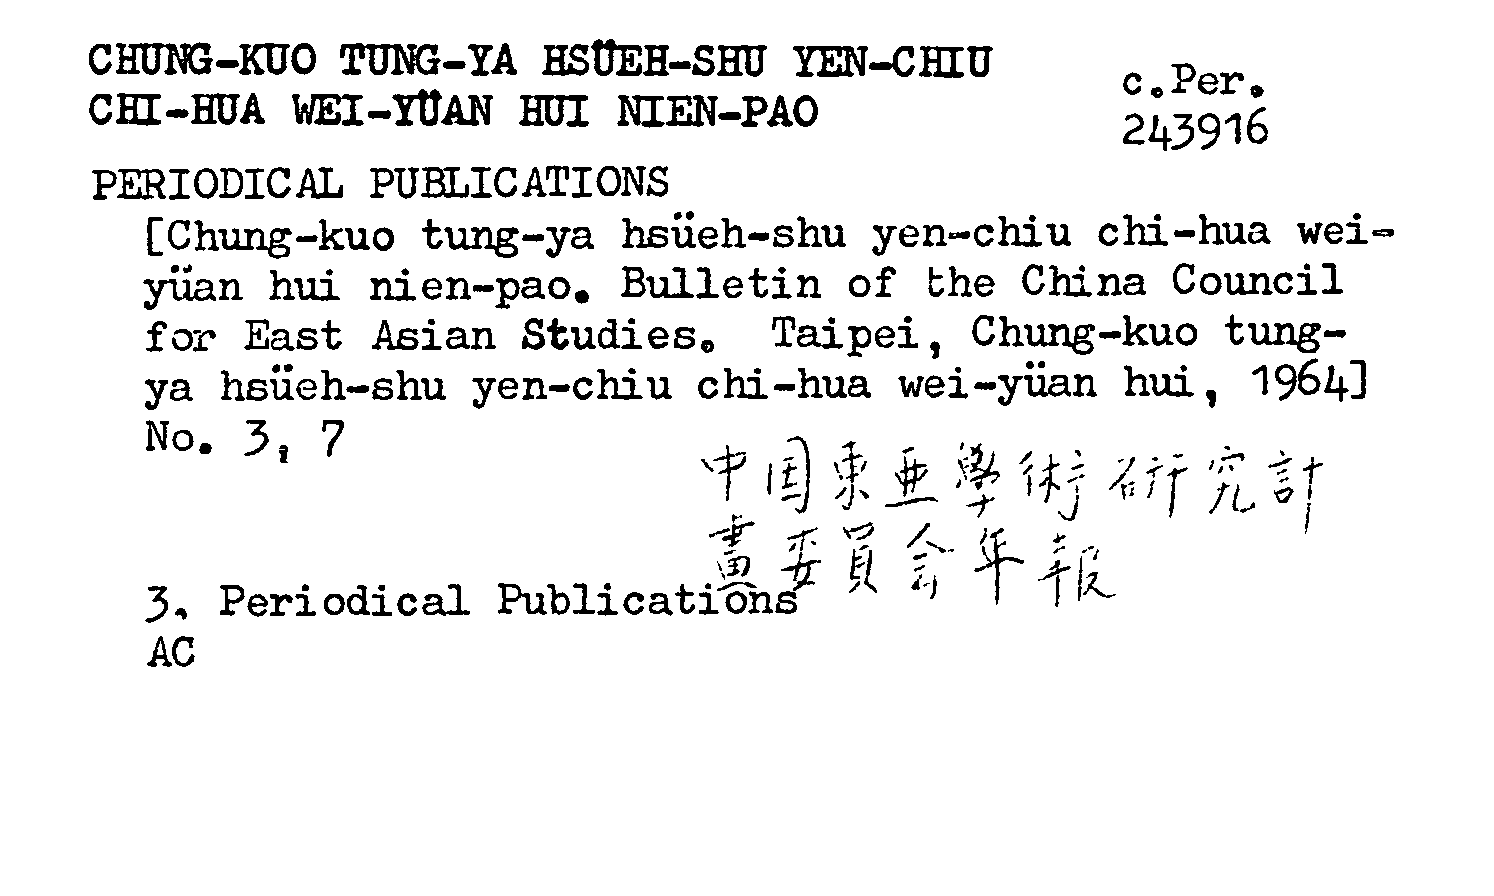 CHUNG-KUO TUNG-YA HSÜEH-SHU YEN-CHIU
CHI-HUA WEI-YÜAN HUI NIEN-PAO
c.Per.
243916
PERIODICAL PUBLICATIONS
[Chung-kuo tung-ya hsüeh-shu yen-chiu chi-hua wei-
yüan hui nien-pao. Bulletin of the China Council
for East Asian Studies. Taipei, Chung-kuo tung-
ya hsüeh-shu yen-chiu chi-hua wei-yüan hui, 1964]
No. 3, 7
中国東亜學術研究計
畫委員會年報
3. Periodical Publications
AC